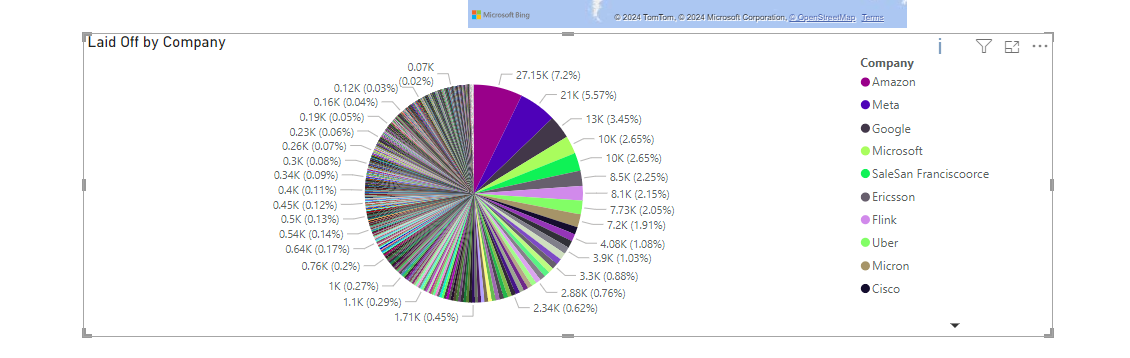 Microsoft Bing
© 2024 TomTom, © 2024 Microsoft Corporation, © OpenStreetMap Terms
Laid Off by Company
27.15K (7.2%)
21K (5.57%)
13K (3.45%)
10K (2.65%)
10K (2.65%)
8.5K (2.25%)
8.1K (2.15%)
7.73K (2.05%)
7.2K (1.91%)
4.08K (1.08%)
3.9K (1.03%)
3.3K (0.88%)
2.88K (0.76%)
2.34K (0.62%)
1.71K (0.45%)
1.1K (0.29%)
1K (0.27%)
0.76K (0.2%)
0.64K (0.17%)
0.54K (0.14%)
0.5K (0.13%)
0.45K (0.12%)
0.4K (0.11%)
0.34K (0.09%)
0.3K (0.08%)
0.26K (0.07%)
0.23K (0.06%)
0.19K (0.05%)
0.16K (0.04%)
0.12K (0.03%)
0.07K
(0.02%)
Company
Amazon
Meta
Google
Microsoft
SaleSan Franciscoorce
Ericsson
Flink
Uber
Micron
Cisco